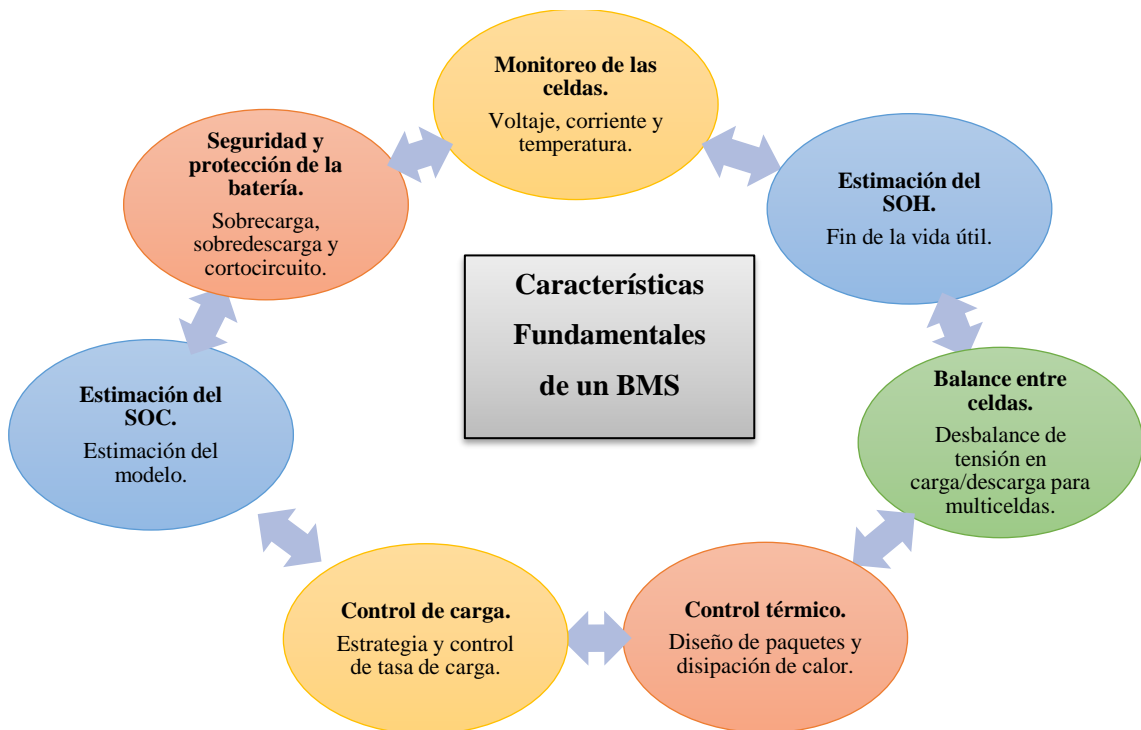 Monitoreo de las
celdas.
Voltaje, corriente y
temperatura.
Estimación del
SOH.
Fin de la vida útil.
Balance entre
celdas.
Desbalance de
tensión en
carga/descarga para
multiceldas.
Control térmico.
Diseño de paquetes y
disipación de calor.
Control de carga.
Estrategia y control
de tasa de carga.
Estimación del
SOC.
Estimación del
modelo.
Seguridad y
protección de la
batería.
Sobrecarga,
sobredescarga y
cortocircuito.
Características
Fundamentales
de un BMS